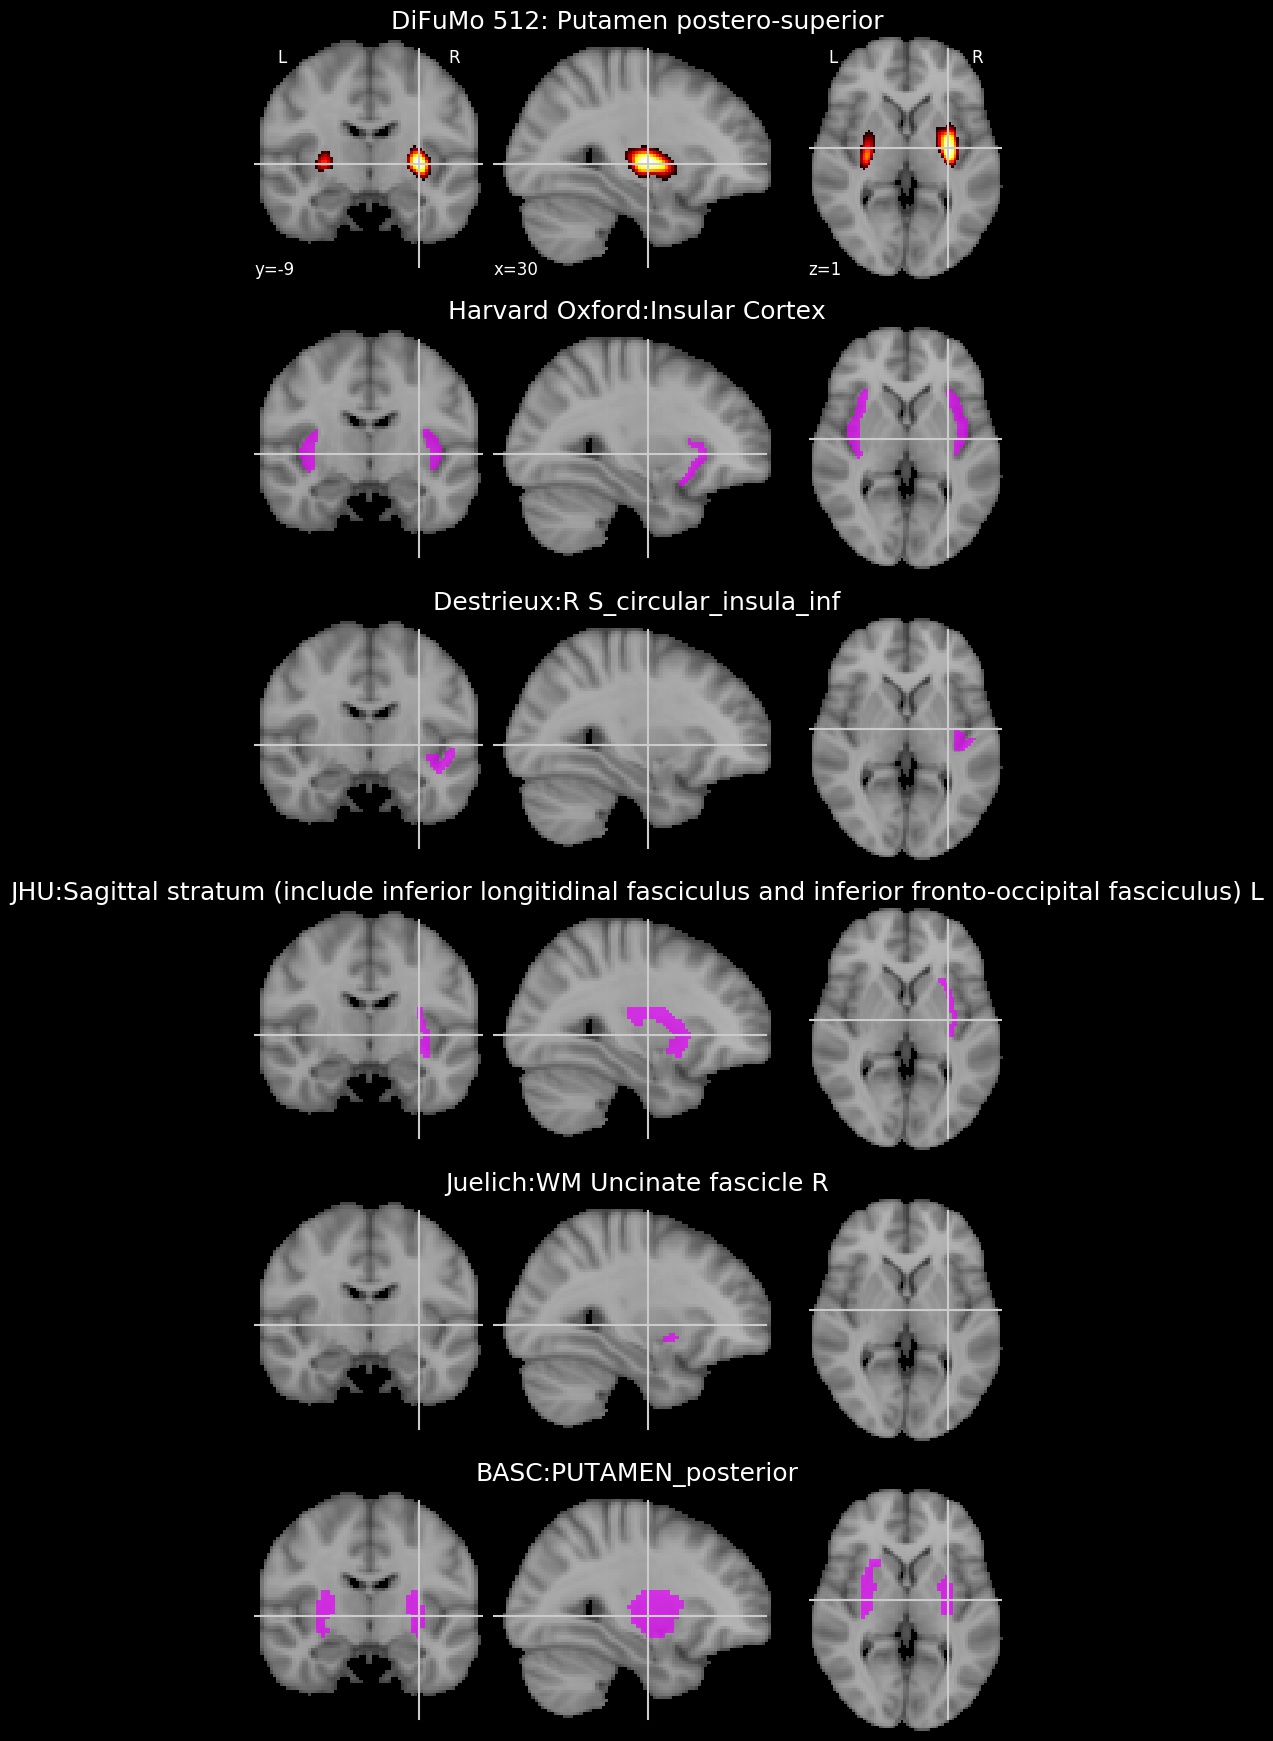 DiFuMo 512: Putamen postero-superior
L R L R
y=-9 x=30 z=1
Harvard Oxford:Insular Cortex
Destrieux:R S_circular_insula_inf
JHU:Sagittal stratum (include inferior longitidinal fasciculus and inferior fronto-occipital fasciculus) L
Juelich:WM Uncinate fascicle R
BASC:PUTAMEN_posterior